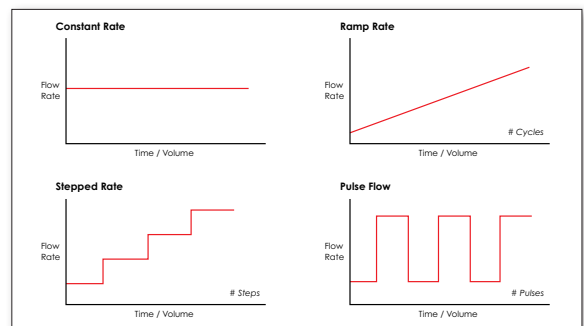 Constant Rate
Flow
Rate
Time / Volume
Ramp Rate
Flow
Rate
# Cycles
Time / Volume
Stepped Rate
Flow
Rate
# Steps
Time / Volume
Pulse Flow
Flow
Rate
# Pulses
Time / Volume